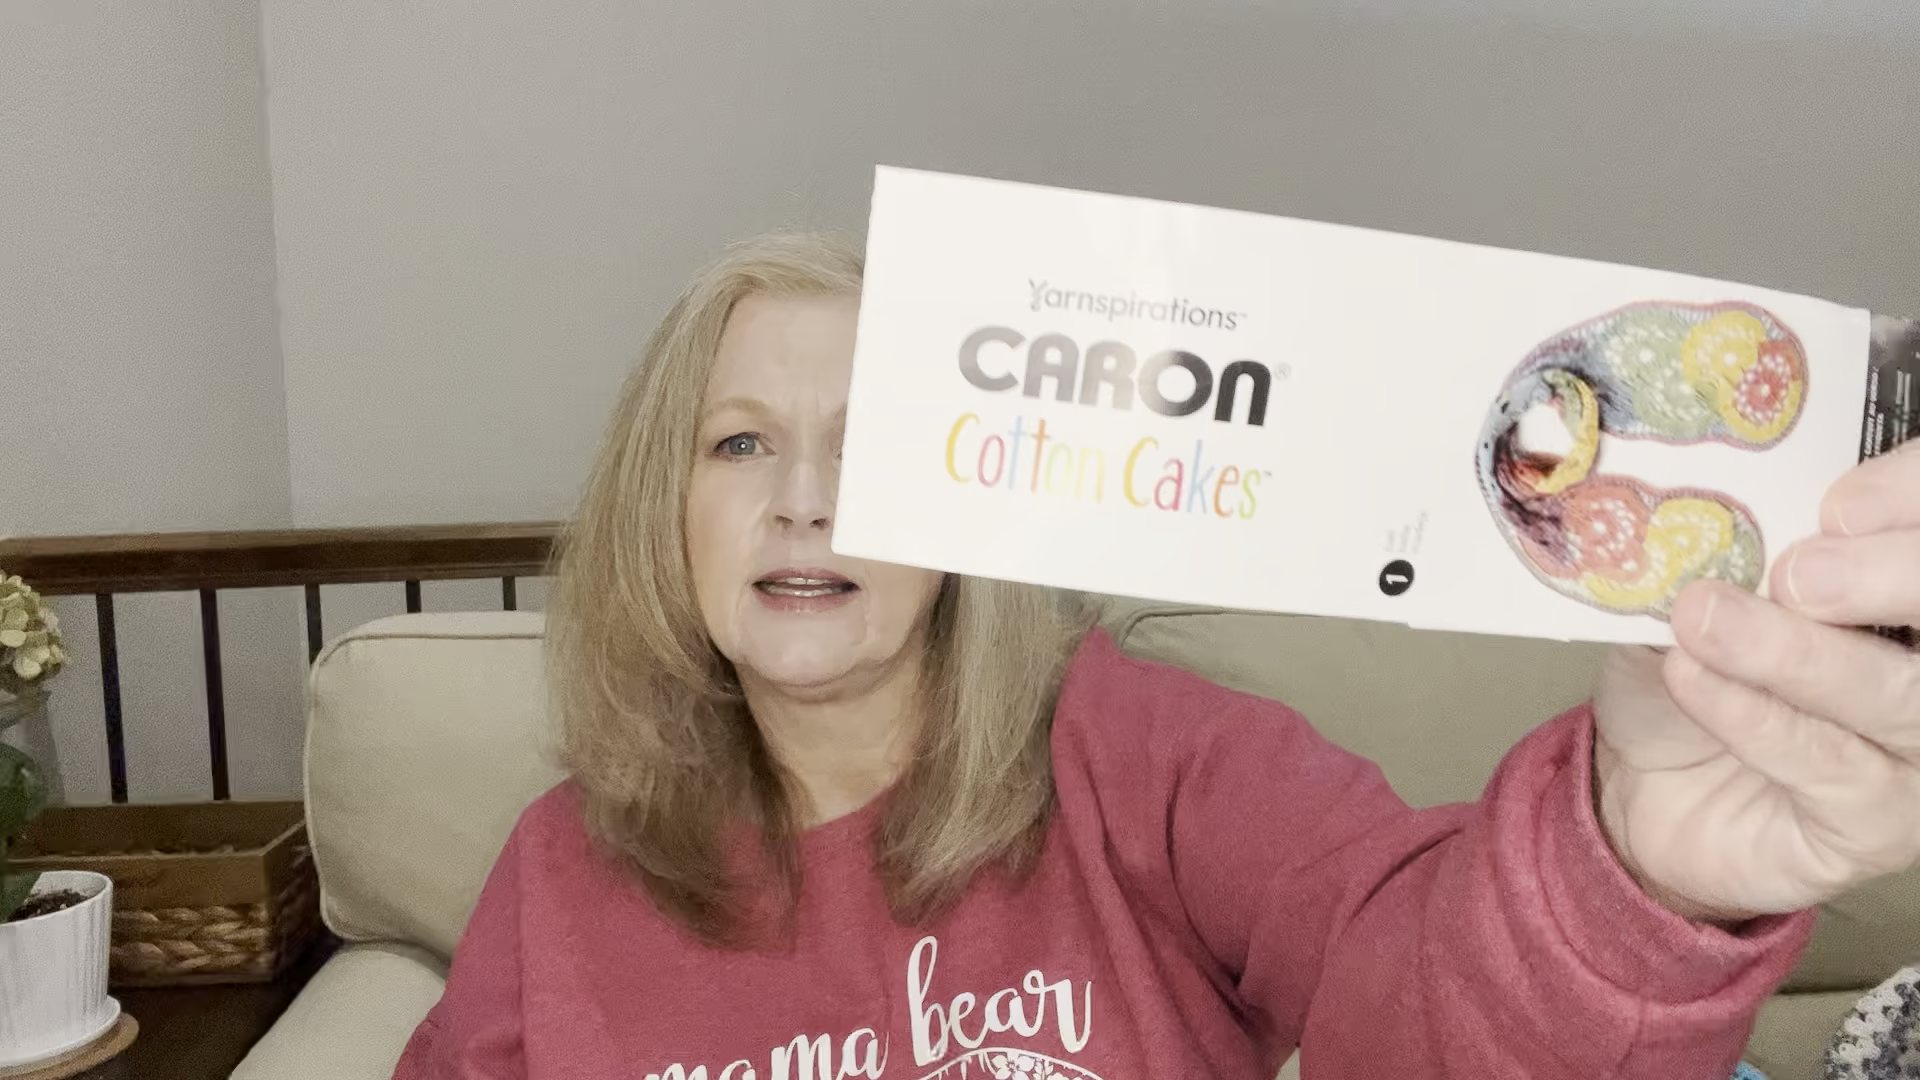 Yarnspirations™
CARON®
Cotton Cakes™
1
mama bear